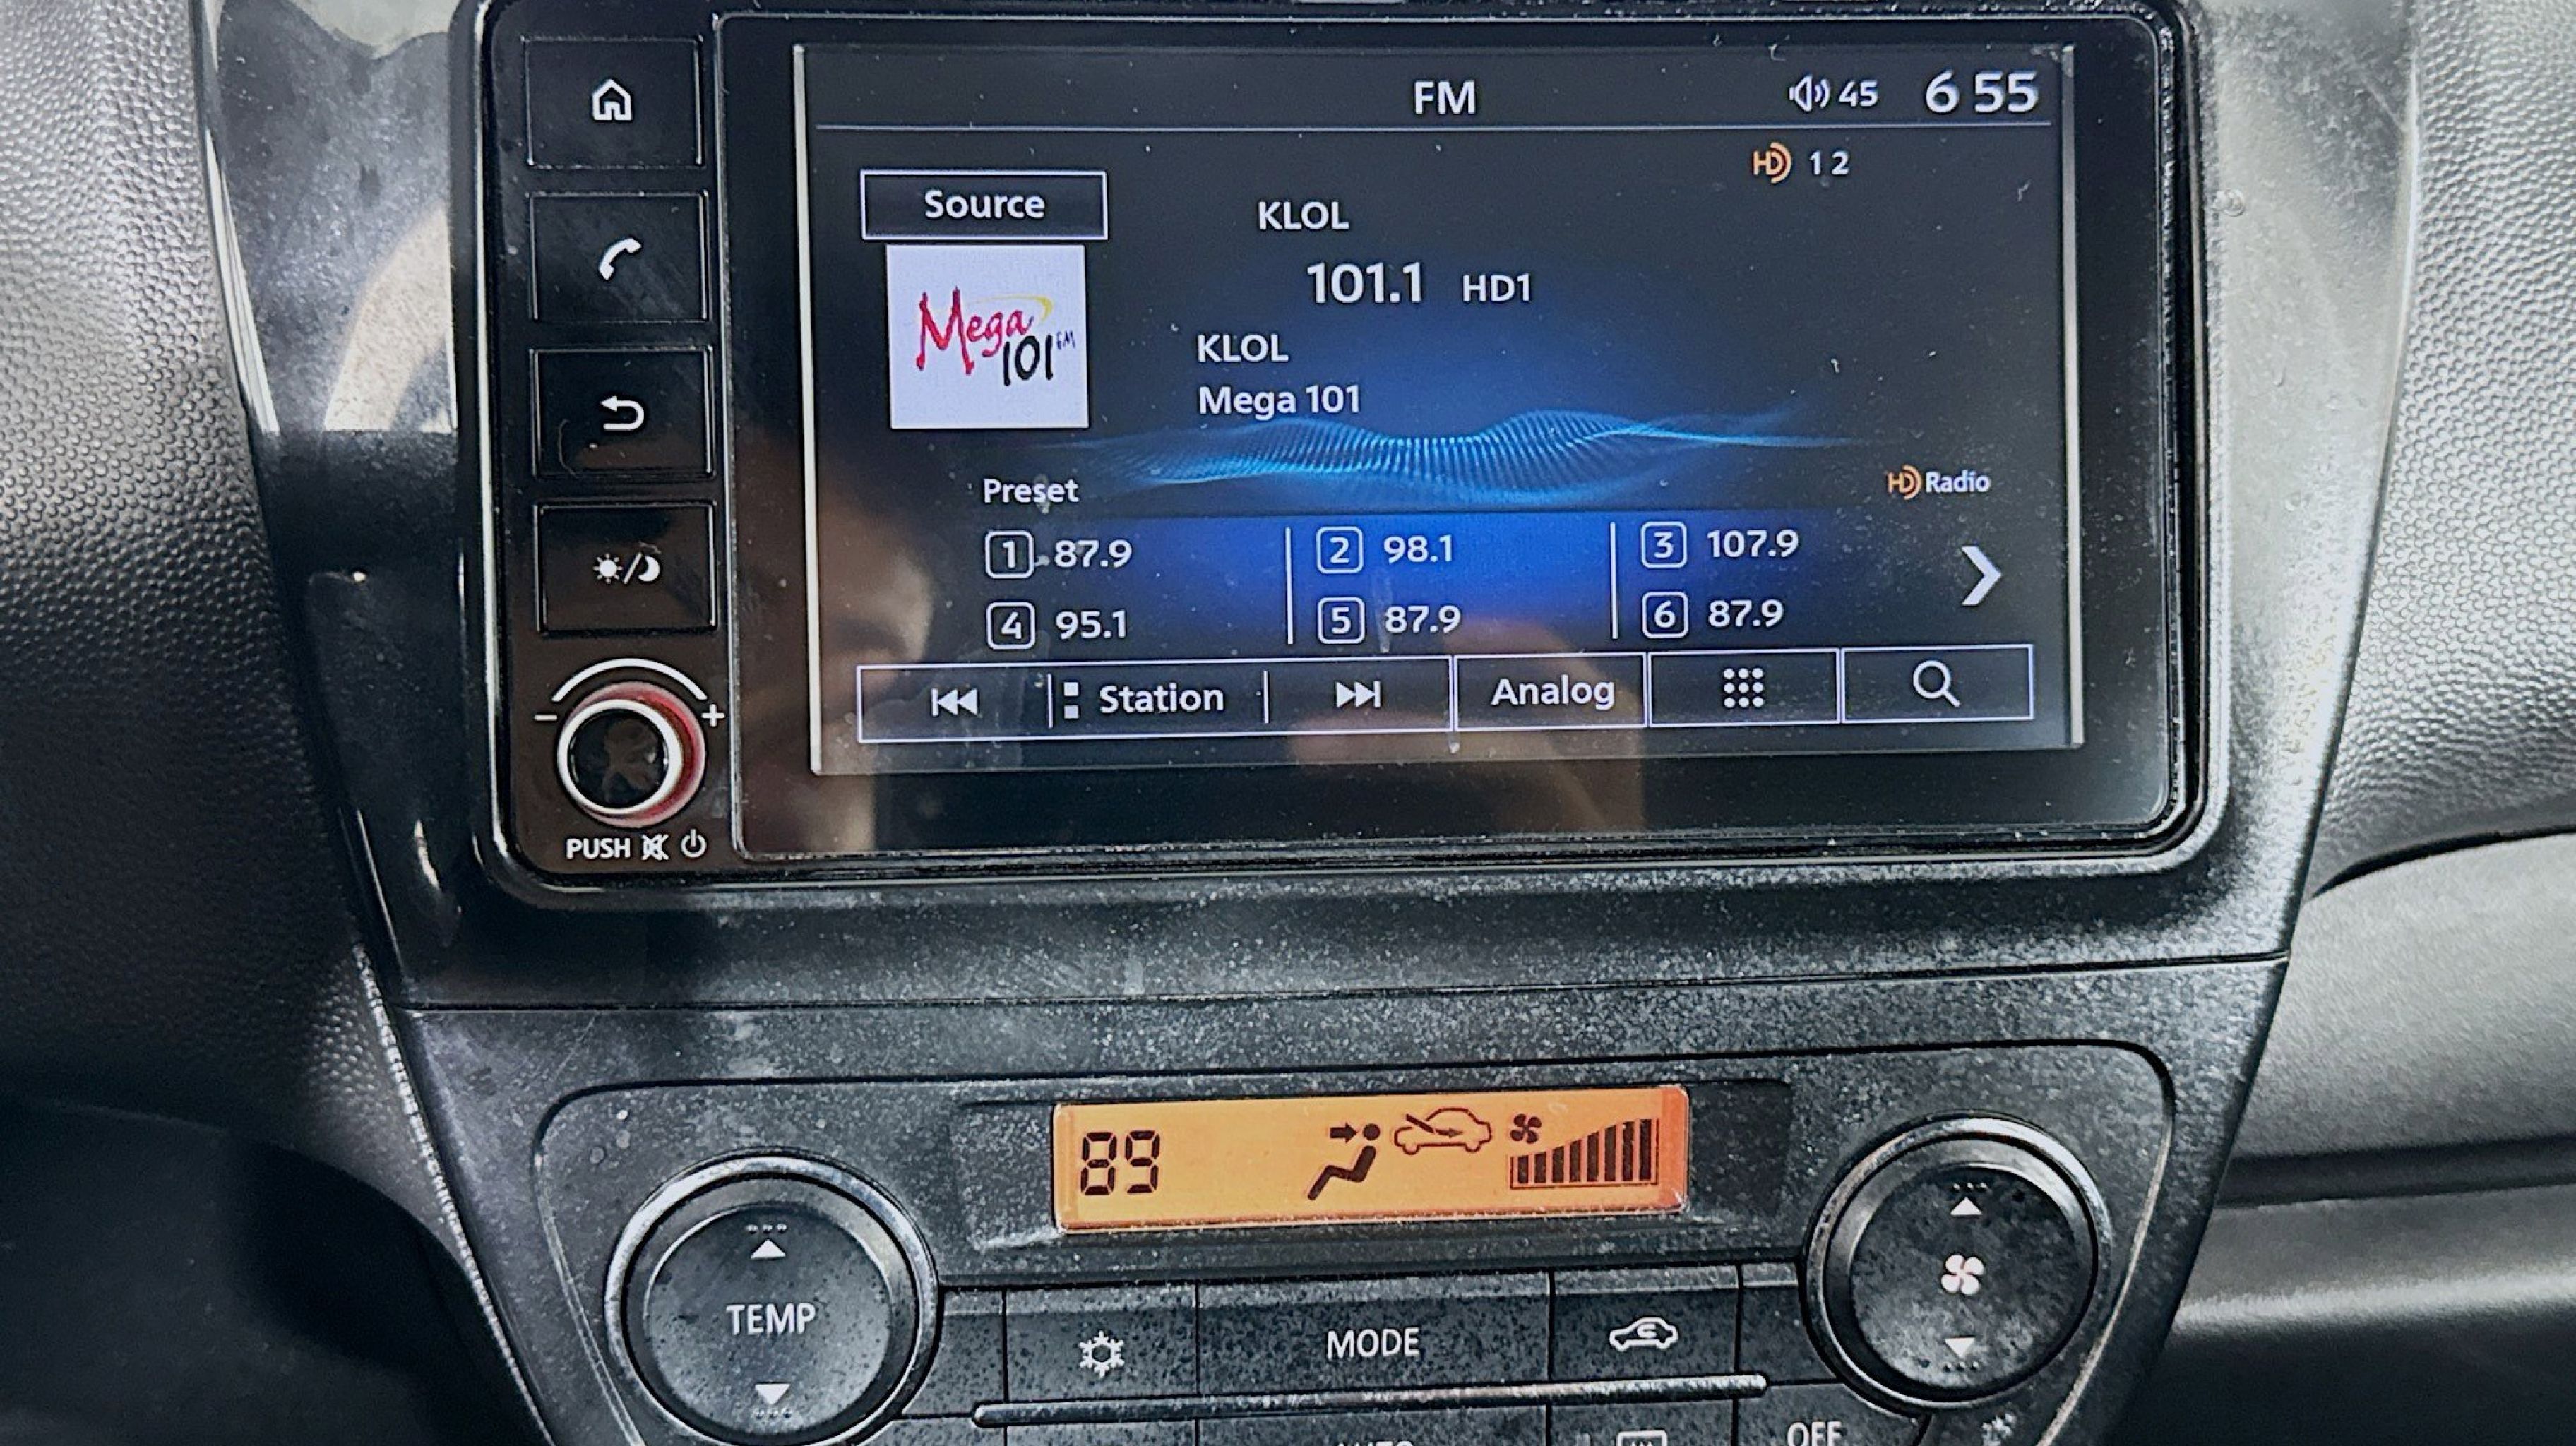 FM
45
6 55
HD 1 2
Source
KLOL
101.1 HD1
Mega 101 FM
KLOL
Mega 101
Preset
HD Radio
1 87.9
2 98.1
3 107.9
4 95.1
5 87.9
6 87.9
Station
Analog
- +
PUSH
89
TEMP
MODE
AUTO
OFF